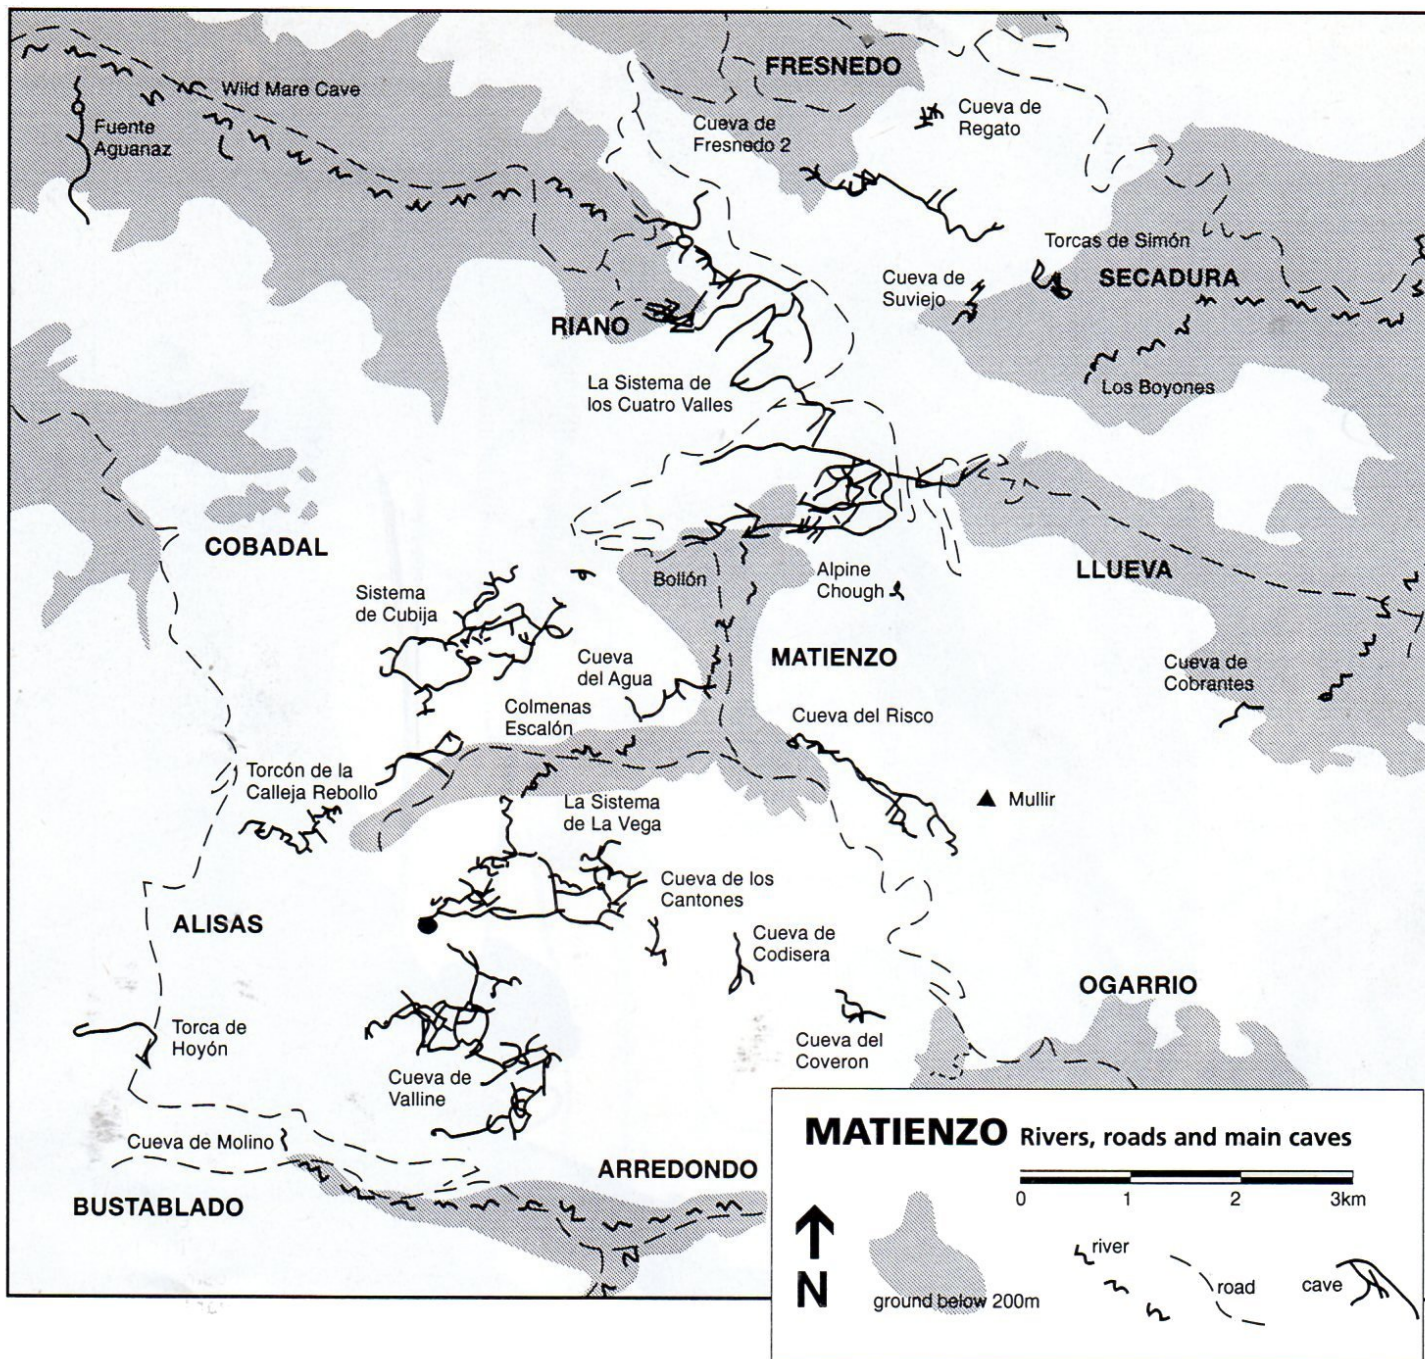 FRESNEDO
Wild Mare Cave
Fuente
Aguanaz
Cueva de
Fresnedo 2
Cueva de
Regato
Torcas de Simón
SECADURA
Cueva de
Suviejo
RIANO
La Sistema de
los Cuatro Valles
Los Boyones
COBADAL
Bollón
Alpine
Chough
LLUEVA
Sistema
de Cubija
MATIENZO
Cueva
del Agua
Cueva de
Cobrantes
Colmenas
Escalón
Cueva del Risco
Torcón de la
Calleja Rebollo
La Sistema
de La Vega
Mullir
Cueva de los
Cantones
ALISAS
Cueva de
Codisera
OGARRIO
Torca de
Hoyón
Cueva del
Coveron
Cueva de
Valline
Cueva de Molino
ARREDONDO
BUSTABLADO
MATIENZO Rivers, roads and main caves
0 1 2 3km
N
ground below 200m
river
road
cave